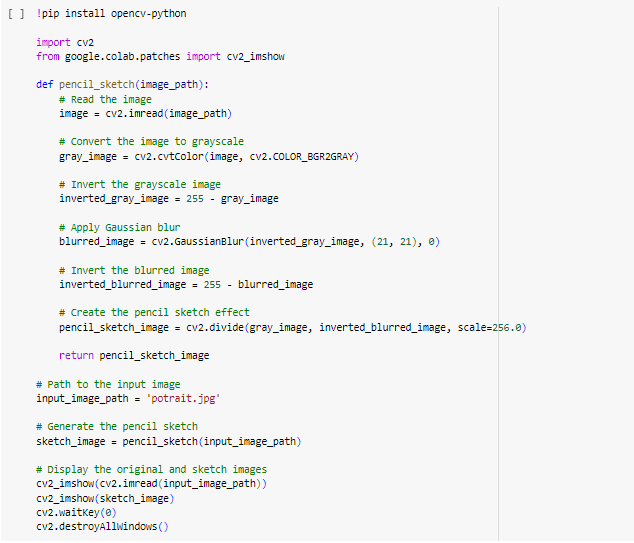 [ ] !pip install opencv-python
import cv2
from google.colab.patches import cv2_imshow
def pencil_sketch(image_path):
# Read the image
image = cv2.imread(image_path)
# Convert the image to grayscale
gray_image = cv2.cvtColor(image, cv2.COLOR_BGR2GRAY)
# Invert the grayscale image
inverted_gray_image = 255 - gray_image
# Apply Gaussian blur
blurred_image = cv2.GaussianBlur(inverted_gray_image, (21, 21), 0)
# Invert the blurred image
inverted_blurred_image = 255 - blurred_image
# Create the pencil sketch effect
pencil_sketch_image = cv2.divide(gray_image, inverted_blurred_image, scale=256.0)
return pencil_sketch_image
# Path to the input image
input_image_path = 'potrait.jpg'
# Generate the pencil sketch
sketch_image = pencil_sketch(input_image_path)
# Display the original and sketch images
cv2_imshow(cv2.imread(input_image_path))
cv2_imshow(sketch_image)
cv2.waitKey(0)
cv2.destroyAllWindows()